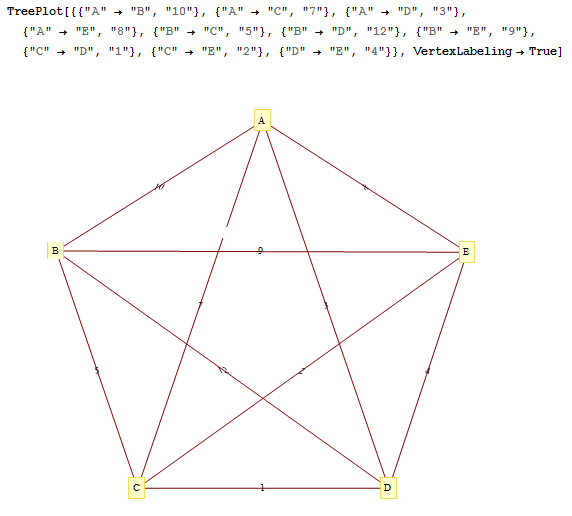 TreePlot[{{"A" → "B", "10"}, {"A" → "C", "7"}, {"A" → "D", "3"},
{"A" → "E", "8"}, {"B" → "C", "5"}, {"B" → "D", "12"}, {"B" → "E", "9"},
{"C" → "D", "1"}, {"C" → "E", "2"}, {"D" → "E", "4"}}, VertexLabeling → True]
A
10
8
B
9
E
7
3
5
12
2
4
C
1
D